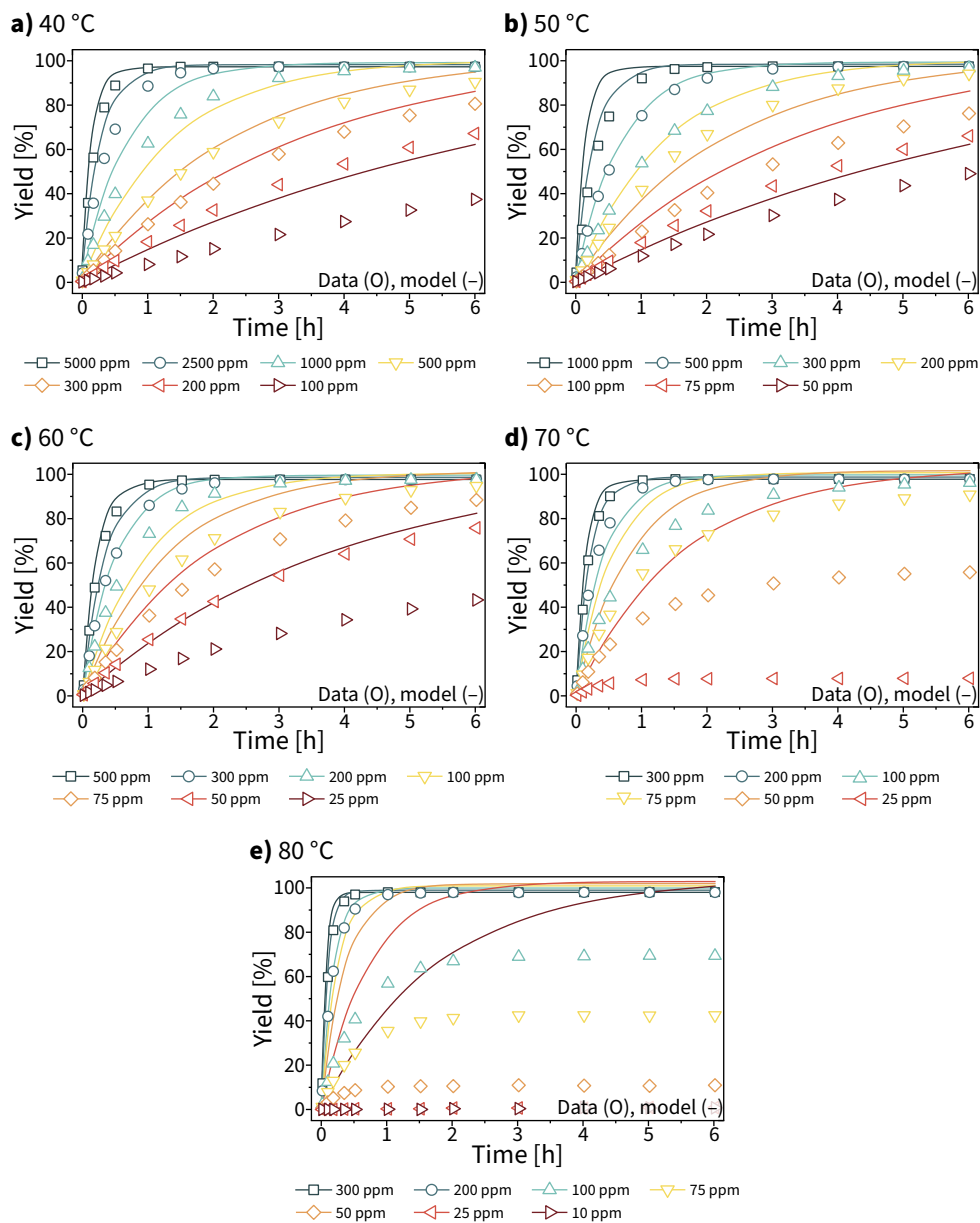 a) 40 °C
100
80
60
40
20
0
Yield [%]
Data (O), model (–)
0 1 2 3 4 5 6
Time [h]
5000 ppm 2500 ppm 1000 ppm 500 ppm
300 ppm 200 ppm 100 ppm
b) 50 °C
100
80
60
40
20
0
Yield [%]
Data (O), model (–)
0 1 2 3 4 5 6
Time [h]
1000 ppm 500 ppm 300 ppm 200 ppm
100 ppm 75 ppm 50 ppm
c) 60 °C
100
80
60
40
20
0
Yield [%]
Data (O), model (–)
0 1 2 3 4 5 6
Time [h]
500 ppm 300 ppm 200 ppm 100 ppm
75 ppm 50 ppm 25 ppm
d) 70 °C
100
80
60
40
20
0
Yield [%]
Data (O), model (–)
0 1 2 3 4 5 6
Time [h]
300 ppm 200 ppm 100 ppm
75 ppm 50 ppm 25 ppm
e) 80 °C
100
80
60
40
20
0
Yield [%]
Data (O), model (–)
0 1 2 3 4 5 6
Time [h]
300 ppm 200 ppm 100 ppm 75 ppm
50 ppm 25 ppm 10 ppm